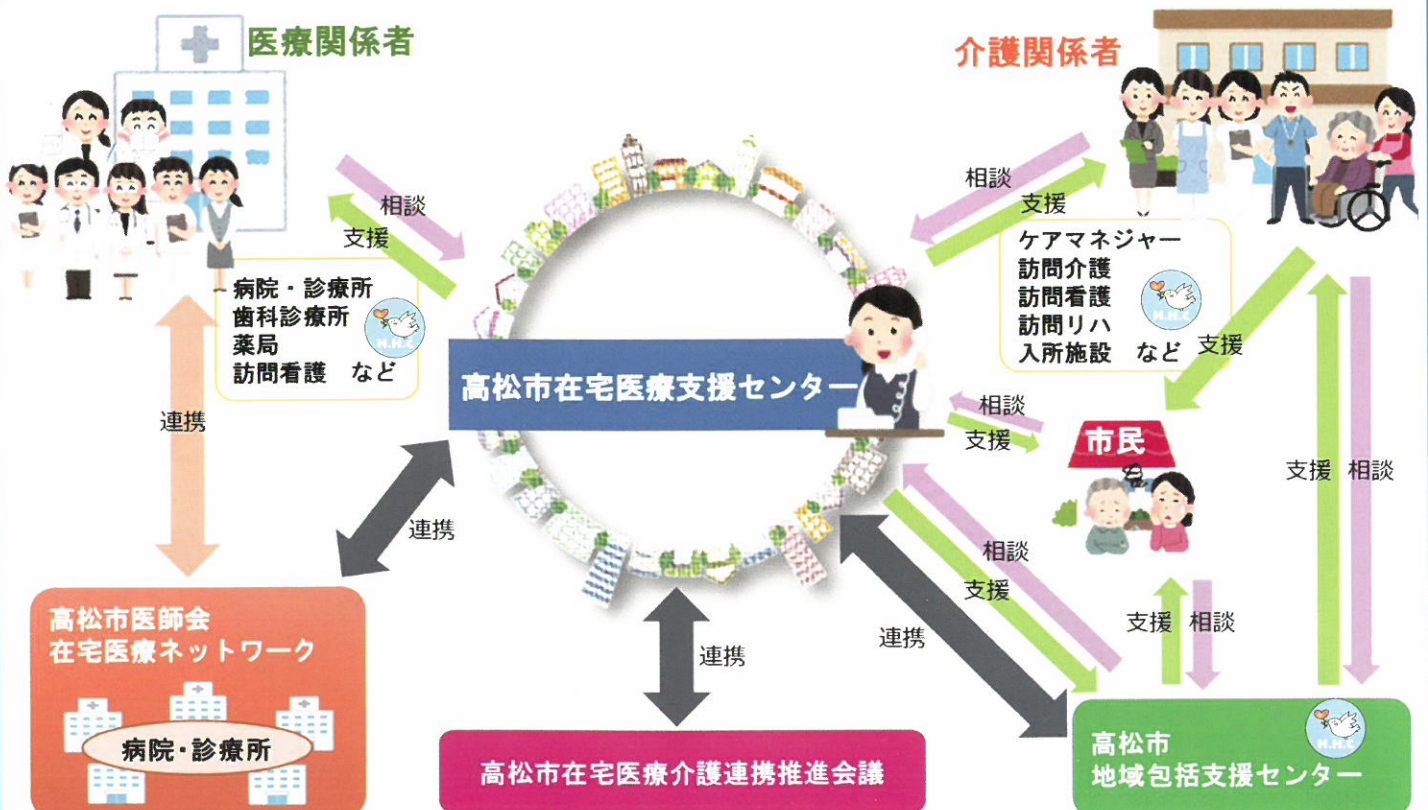 医療関係者
介護関係者
相談
支援
相談
支援
病院・診療所
歯科診療所
薬局
訪問看護 など
H.H.C
ケアマネジャー
訪問介護
訪問看護
訪問リハ
入所施設 など
H.H.C
支援
高松市在宅医療支援センター
相談
支援
市民
連携
連携
支援
相談
相談
支援
連携
連携
支援
相談
高松市医師会
在宅医療ネットワーク
病院・診療所
高松市在宅医療介護連携推進会議
高松市
地域包括支援センター
H.H.C